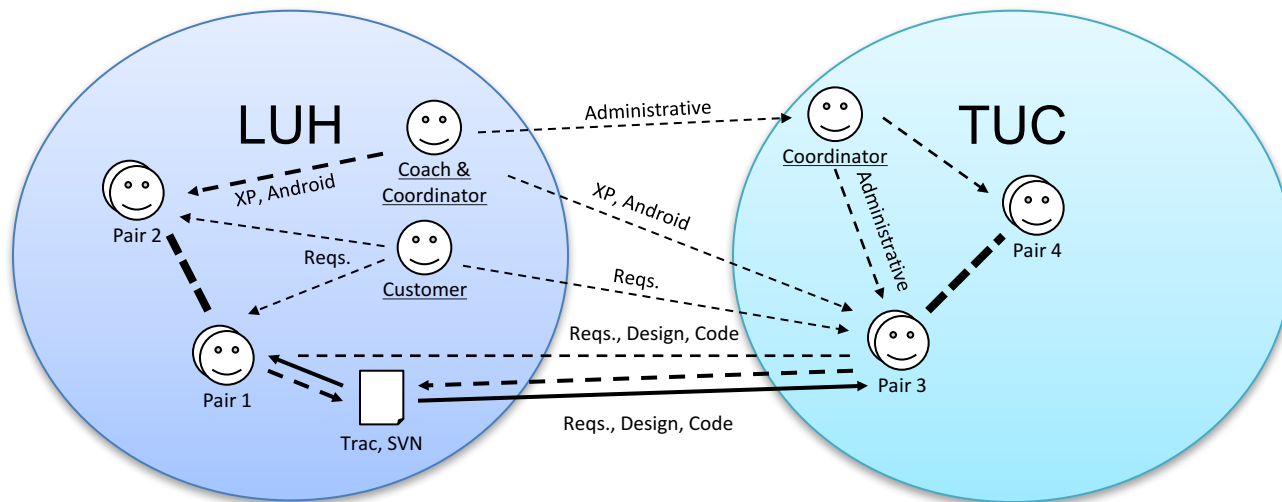 LUH
TUC
Administrative
Coach &
Coordinator
Coordinator
XP, Android
XP, Android
Administrative
Pair 2
Pair 4
Reqs.
Customer
Reqs.
Reqs., Design, Code
Pair 1
Pair 3
Reqs., Design, Code
Trac, SVN